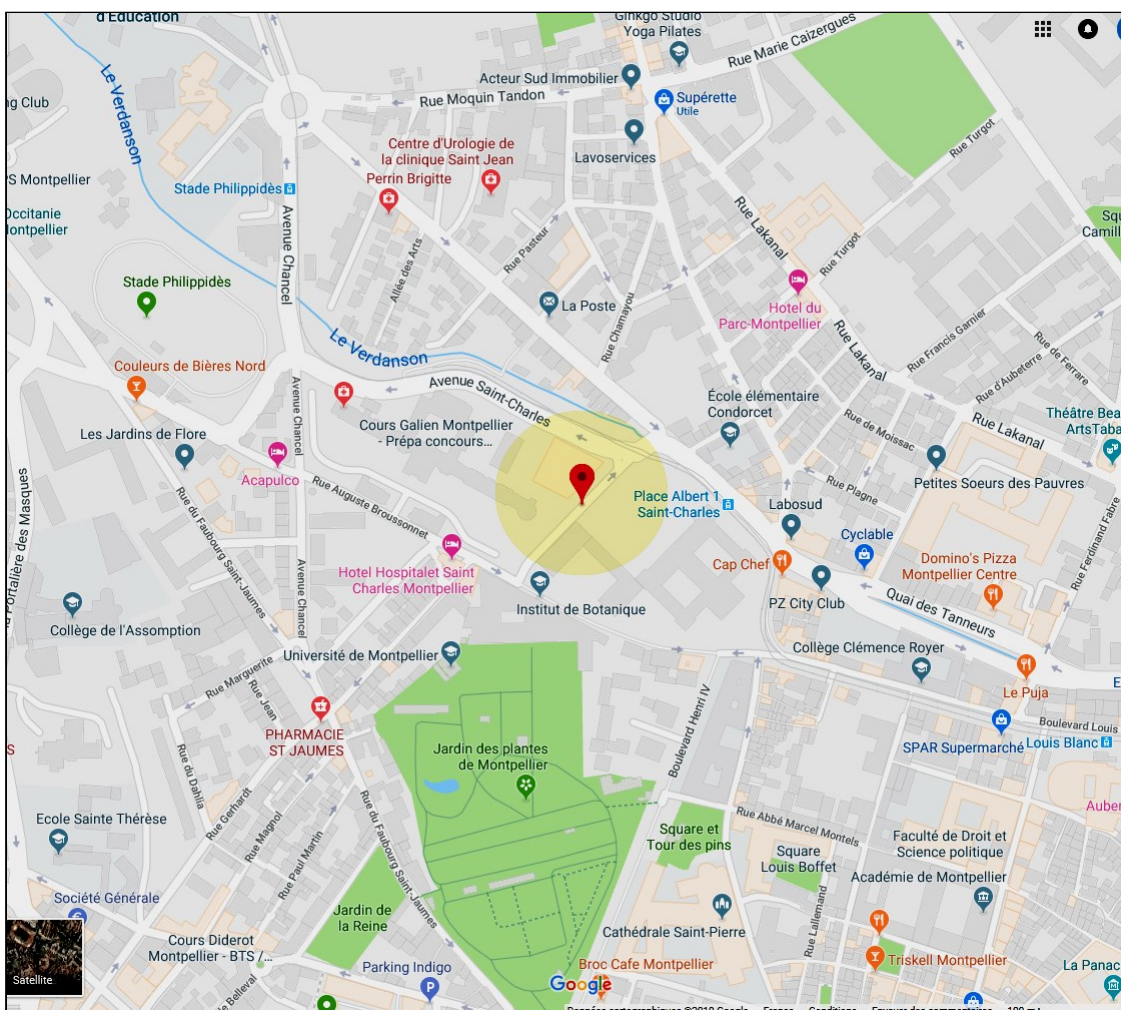 d'Éducation
Ginkgo Studio
Yoga Pilates
Rue Marie Caizergues
Le Verdanson
ng Club
Acteur Sud Immobilier
Rue Moquin Tandon
Supérette
Utile
Centre d'Urologie de
la clinique Saint Jean
Lavoservices
Rue Turgot
Perrin Brigitte
PS Montpellier
Stade Philippidès
Occitanie
Montpellier
Avenue Chancel
Rue Lakanal
Squ
Camill
Allée des Arts
Rue Pasteur
Rue Turgot
Stade Philippidès
La Poste
Hotel du
Parc-Montpellier
Rue Chamayou
Le Verdanson
Rue Lakanal
Rue Francis Garnier
Rue de Ferrare
Couleurs de Bières Nord
Avenue Saint-Charles
Rue d'Aubeterre
Avenue Chancel
École élémentaire
Condorcet
Cours Galien Montpellier
- Prépa concours...
Les Jardins de Flore
Rue de Moissac
Rue Lakanal
Théâtre Bea
ArtsTaba
Acapulco
Rue Auguste Broussonnet
Rue Plagne
Petites Soeurs des Pauvres
Place Albert 1
Saint-Charles
Labosud
Rue du Faubourg Saint-Jaumes
Cyclable
Rue Ferdinand Fabre
Cap Chef
Domino's Pizza
Montpellier Centre
Hotel Hospitalet Saint
Charles Montpellier
Avenue Chancel
Institut de Botanique
PZ City Club
Quai des Tanneurs
Collège de l'Assomption
Université de Montpellier
Collège Clémence Royer
Rue Marguerite
Rue Jean
Le Puja
E
PHARMACIE
ST JAUMES
S
Boulevard Henri IV
Boulevard Louis
SPAR Supermarché
Louis Blanc
Jardin des plantes
de Montpellier
Rue du Dahlia
Rue Gerhardt
Rue Magnol
Rue Paul Martin
Rue du Faubourg Saint-Jaumes
Ecole Sainte Thérèse
Square et
Tour des pins
Rue Abbé Marcel Montels
Auber
Faculté de Droit et
Science politique
Square
Louis Boffet
Académie de Montpellier
Société Générale
Jardin de
la Reine
Rue Lallemand
Cathédrale Saint-Pierre
Cours Diderot
Montpellier - BTS /...
de Belleval
Parking Indigo
Broc Cafe Montpellier
Triskell Montpellier
La Panac
Satellite
Google